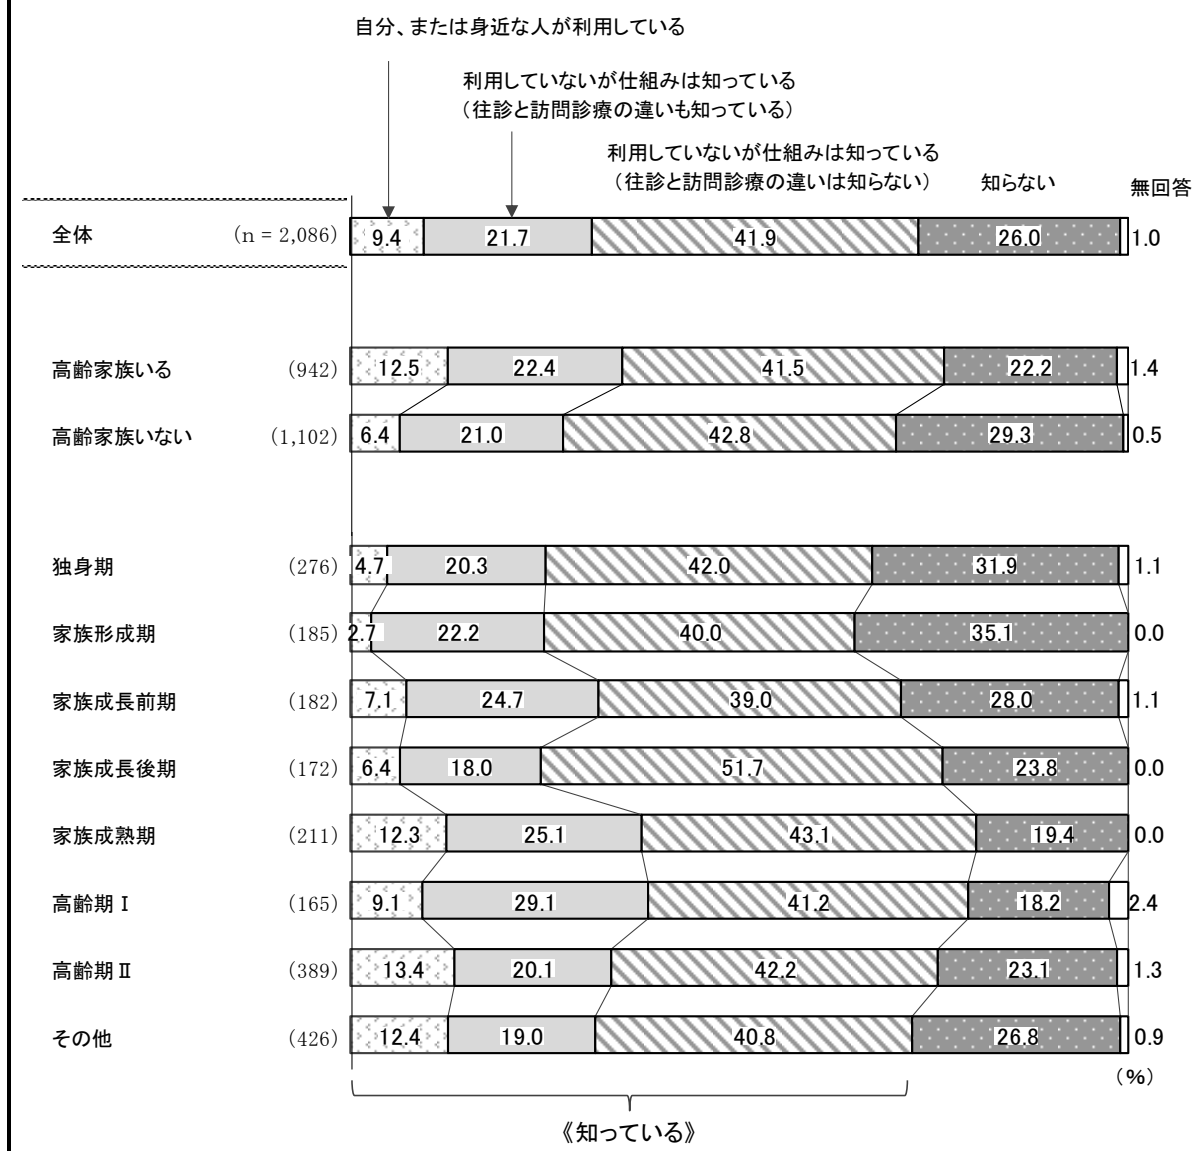 自分、または身近な人が利用している
利用していないが仕組みは知っている
(往診と訪問診療の違いも知っている)
利用していないが仕組みは知っている
(往診と訪問診療の違いは知らない) 知らない 無回答
全体 (n = 2,086) 9.4 21.7 41.9 26.0 1.0
高齢家族いる (942) 12.5 22.4 41.5 22.2 1.4
高齢家族いない (1,102) 6.4 21.0 42.8 29.3 0.5
独身期 (276) 4.7 20.3 42.0 31.9 1.1
家族形成期 (185) 2.7 22.2 40.0 35.1 0.0
家族成長前期 (182) 7.1 24.7 39.0 28.0 1.1
家族成長後期 (172) 6.4 18.0 51.7 23.8 0.0
家族成熟期 (211) 12.3 25.1 43.1 19.4 0.0
高齢期Ⅰ (165) 9.1 29.1 41.2 18.2 2.4
高齢期Ⅱ (389) 13.4 20.1 42.2 23.1 1.3
その他 (426) 12.4 19.0 40.8 26.8 0.9
(%)
《知っている》